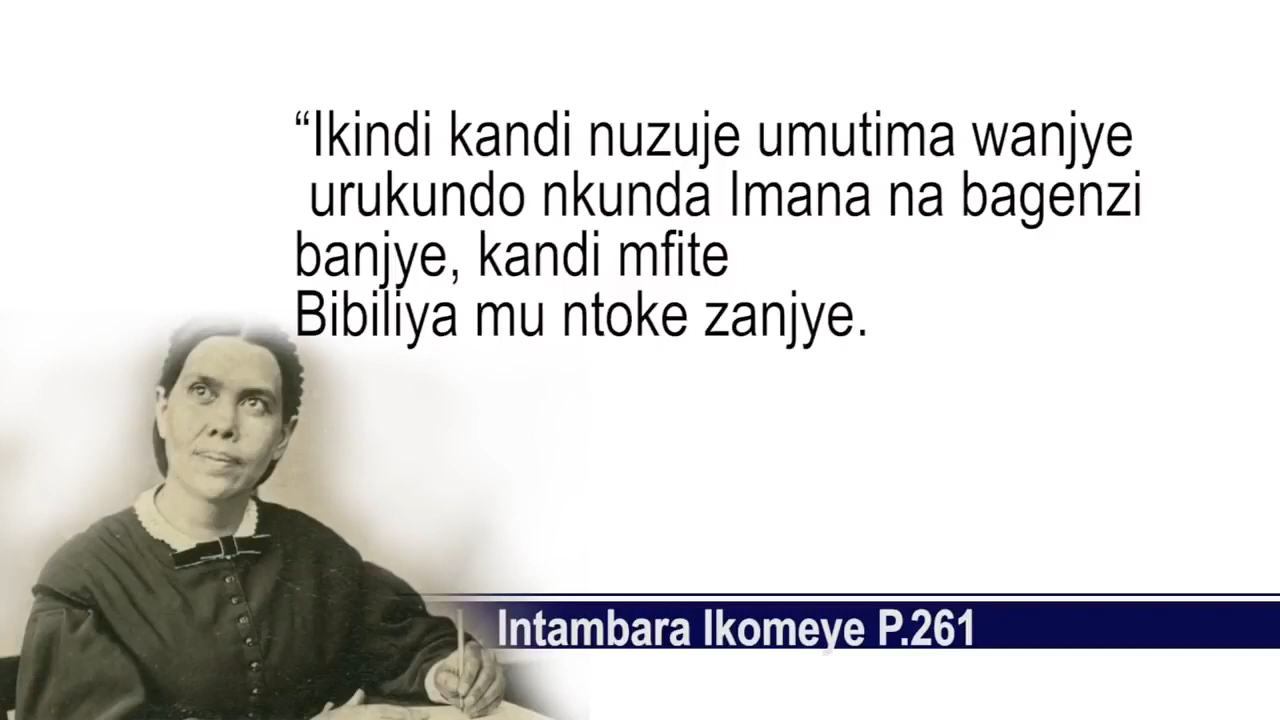 “Ikindi kandi nuzuje umutima wanjye
urukundo nkunda Imana na bagenzi
banjye, kandi mfite
Bibiliya mu ntoke zanjye.
Intambara Ikomeye P.261